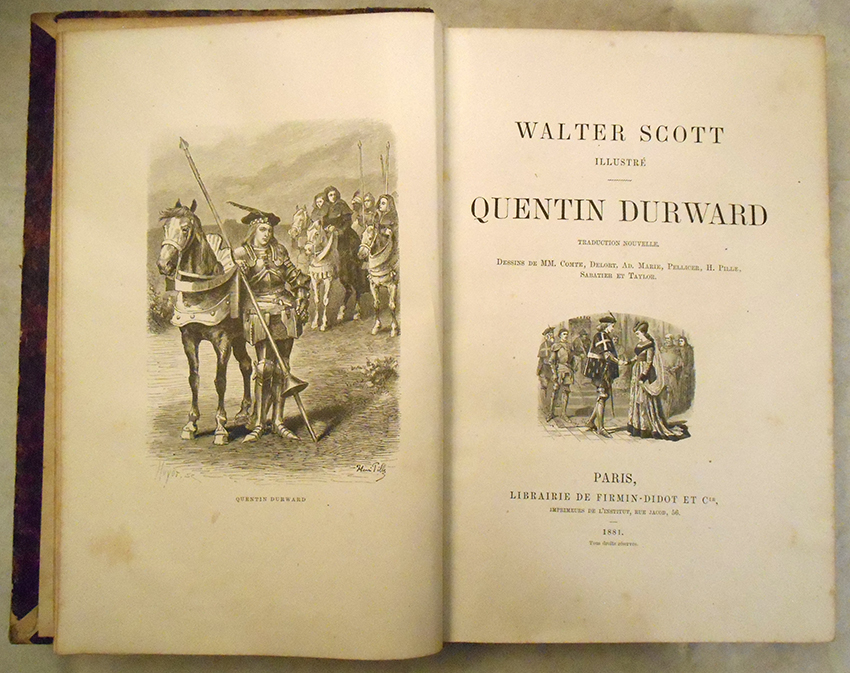 Henri Pille
QUENTIN DURWARD
WALTER SCOTT
ILLUSTRÉ
QUENTIN DURWARD
TRADUCTION NOUVELLE.
DESSINS DE MM. COMTE, DELORT, AD. MARIE, PELLICER, H. PILLE,
SABATIER ET TAYLOR.
PARIS,
LIBRAIRIE DE FIRMIN-DIDOT ET Cie,
IMPRIMEURS DE L'INSTITUT, RUE JACOB, 56.
1881.
Tous droits réservés.